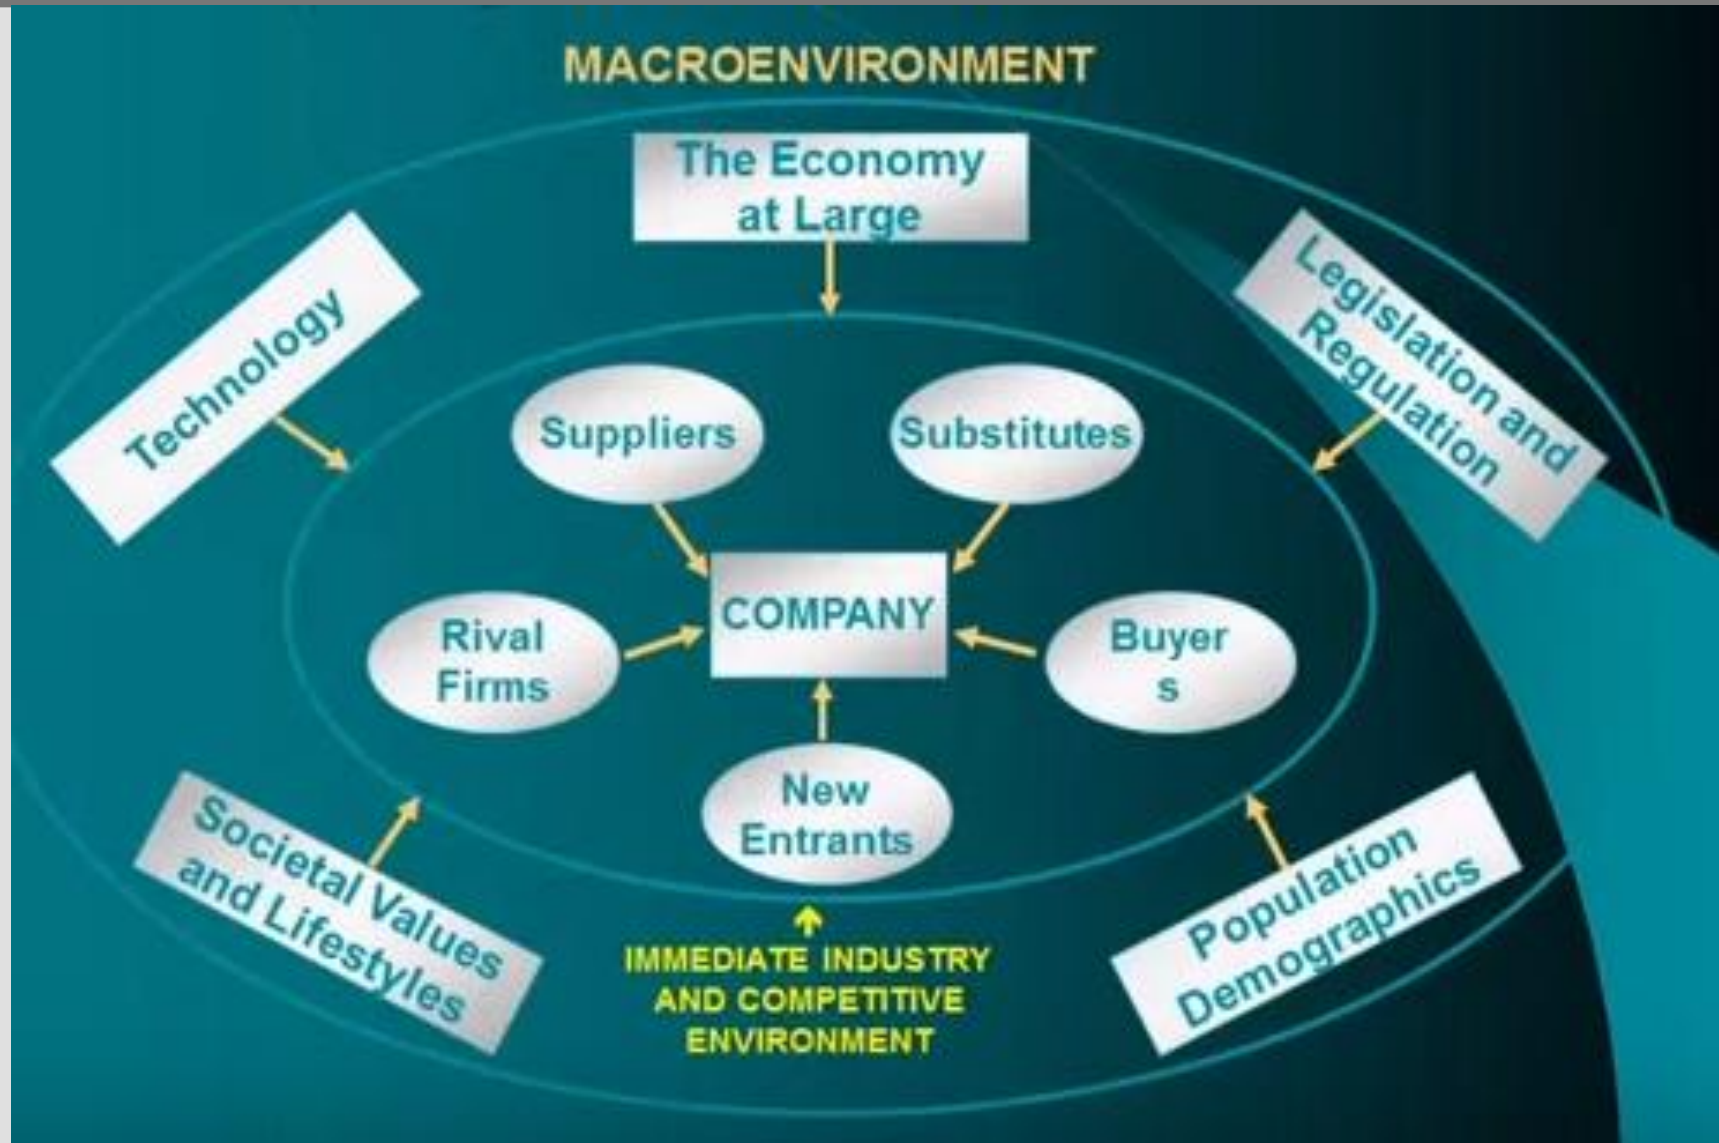 MACROENVIRONMENT
The Economy
at Large
Technology
Legislation and
Regulation
Suppliers
Substitutes
COMPANY
Rival
Firms
Buyer
s
New
Entrants
Societal Values
and Lifestyles
Population
Demographics
IMMEDIATE INDUSTRY
AND COMPETITIVE
ENVIRONMENT